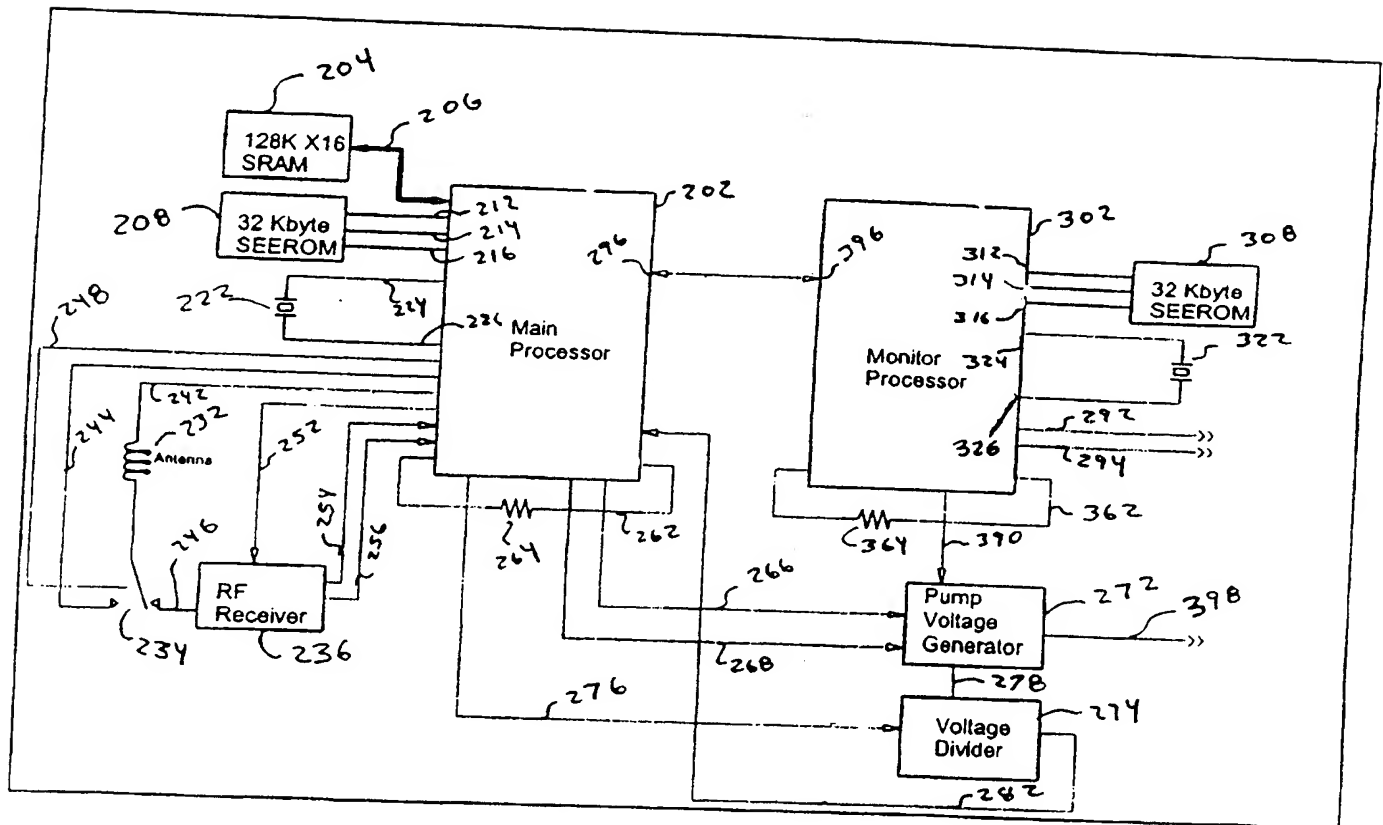 204
206
128K X16
SRAM
202
208
32 Kbyte
SEEROM
212
214
216
296
396
302
308
312
314
316
32 Kbyte
SEEROM
248
222
224
226
Main
Processor
Monitor
Processor
324
322
326
292
294
244
242
232
Antenna
252
254
256
246
234
RF
Receiver
236
264
262
364
362
390
266
268
Pump
Voltage
Generator
272
398
278
276
Voltage
Divider
274
282